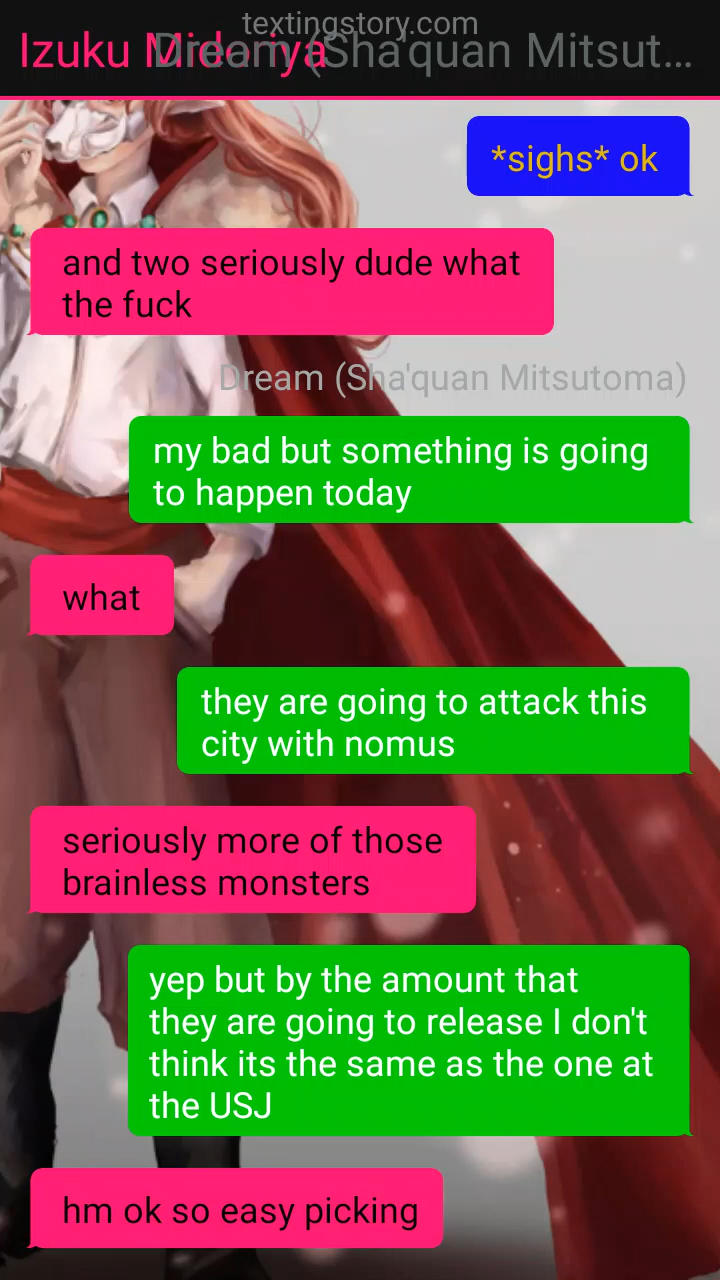 textingstory.com
Izuku Midoriya
Dream (Sha'quan Mitsut...
*sighs* ok
and two seriously dude what
the fuck
Dream (Sha'quan Mitsutoma)
my bad but something is going
to happen today
what
they are going to attack this
city with nomus
seriously more of those
brainless monsters
yep but by the amount that
they are going to release I don't
think its the same as the one at
the USJ
hm ok so easy picking